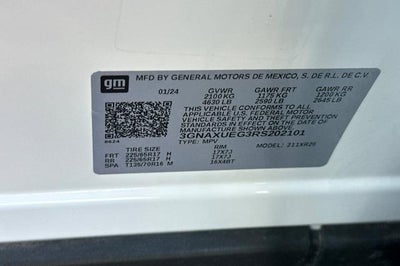 gm MFD BY GENERAL MOTORS DE MEXICO, S. DE R.L. DE C.V.
01/24 GVWR GAWR FRT GAWR RR
2100 KG 1175 KG 1200 KG
4630 LB 2590 LB 2645 LB
THIS VEHICLE CONFORMS TO ALL
APPLICABLE U.S. FEDERAL MOTOR
VEHICLE SAFETY AND THEFT PREVENTION
STANDARDS IN EFFECT ON THE DATE OF
MANUFACTURE SHOWN ABOVE.
3GNAXUEG3RS202101
TYPE: MPV MODEL: 211XR26
8624
TIRE SIZE RIM
FRT 225/65R17 H 17X7J
RR 225/65R17 H 17X7J
SPA T135/70R16 M 16X4BT